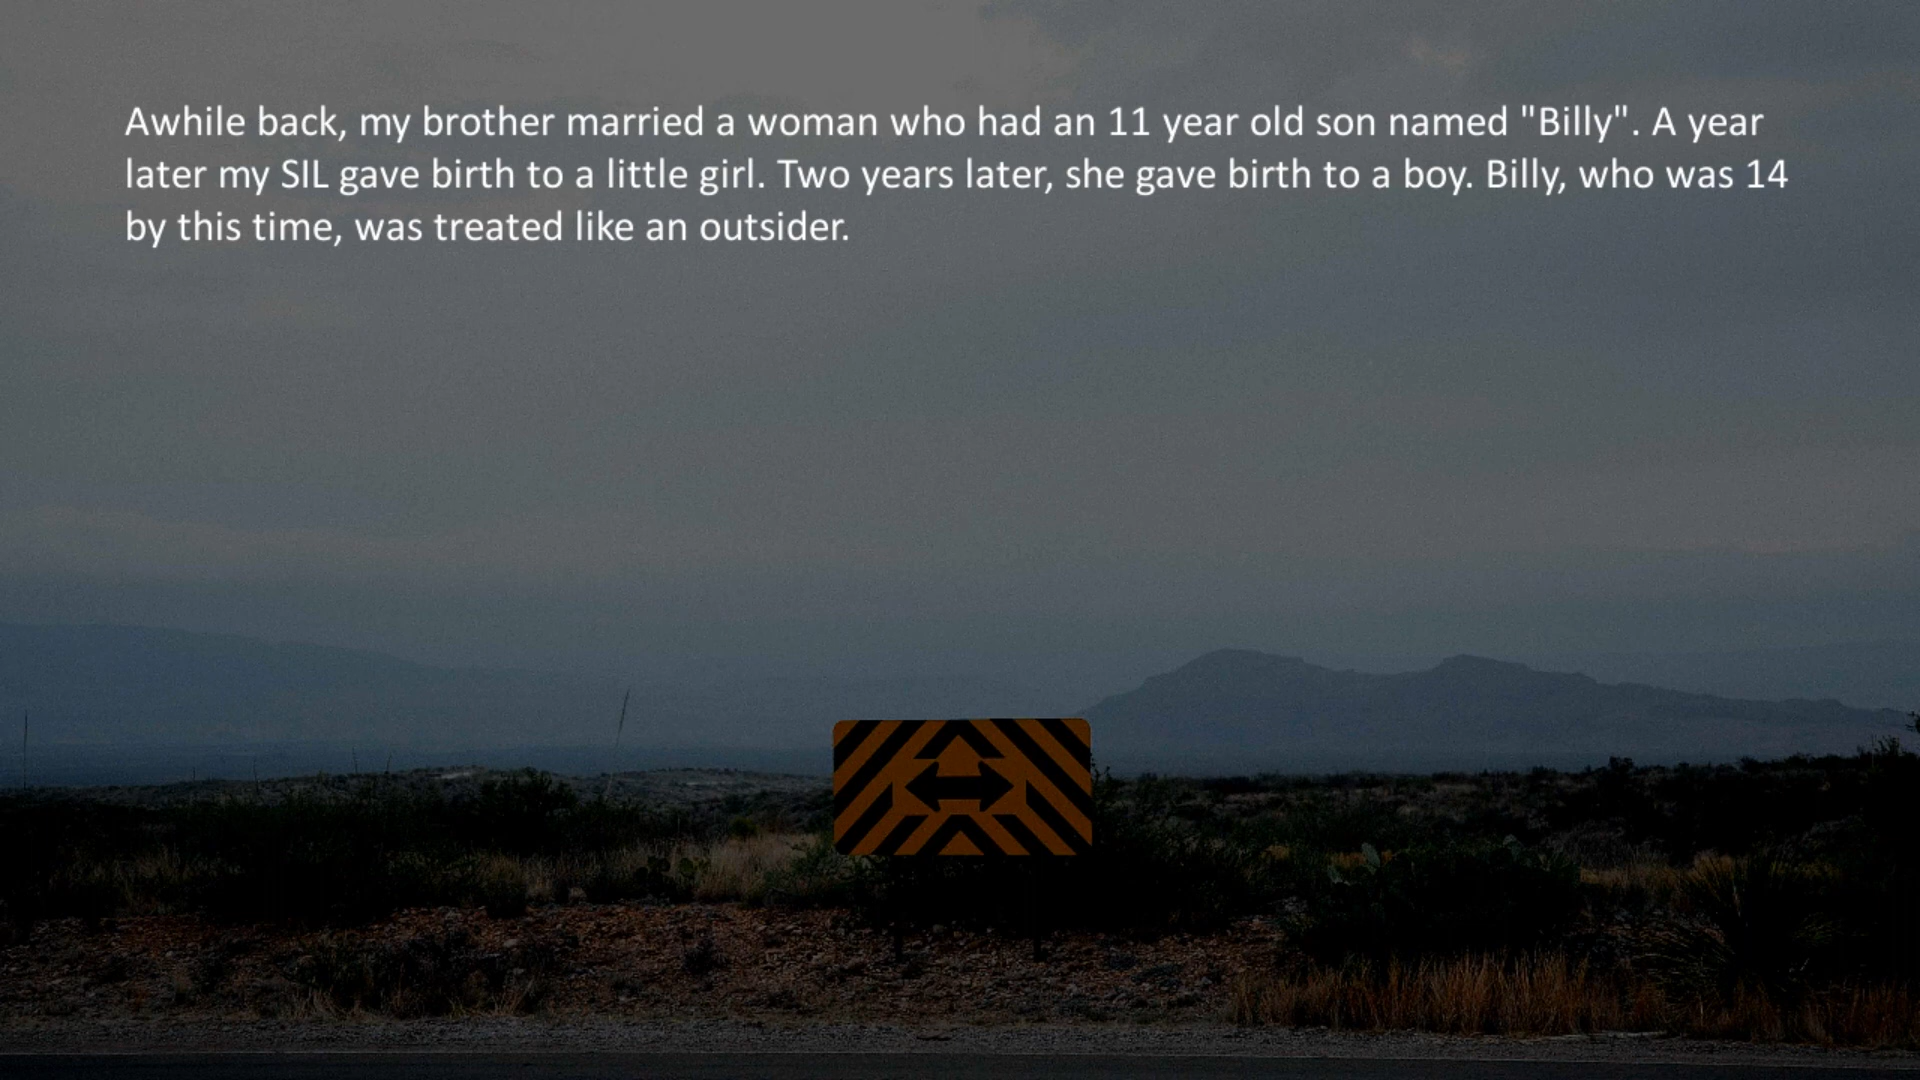 Awhile back, my brother married a woman who had an 11 year old son named "Billy". A year
later my SIL gave birth to a little girl. Two years later, she gave birth to a boy. Billy, who was 14
by this time, was treated like an outsider.